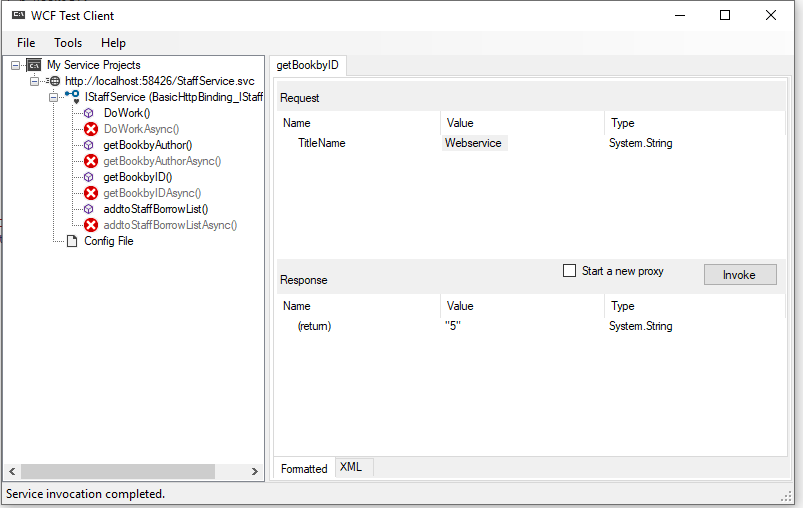 WCF Test Client
File Tools Help
My Service Projects
http://localhost:58426/StaffService.svc
IStaffService (BasicHttpBinding_IStaff
DoWork()
DoWorkAsync()
getBookbyAuthor()
getBookbyAuthorAsync()
getBookbyID()
getBookbyIDAsync()
addtoStaffBorrowList()
addtoStaffBorrowListAsync()
Config File
getBookbyID
Request
Name Value Type
TitleName Webservice System.String
Response
Start a new proxy
Invoke
Name Value Type
(return) "5" System.String
Formatted XML
Service invocation completed.